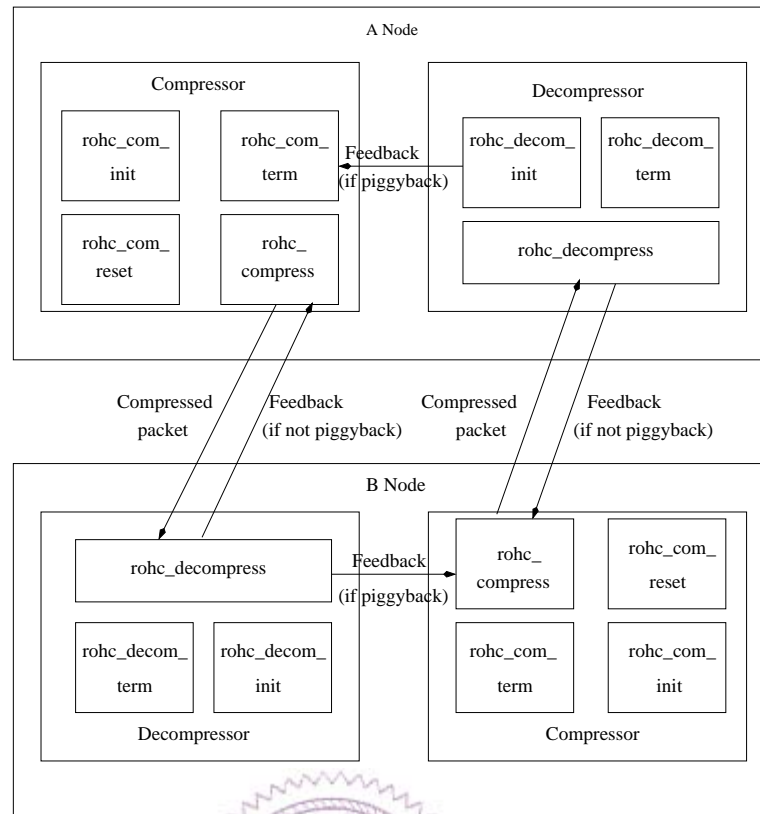 A Node
Compressor
rohc_com_
init
rohc_com_
term
rohc_com_
reset
rohc_
compress
Feedback
(if piggyback)
Decompressor
rohc_decom_
init
rohc_decom_
term
rohc_decompress
Compressed
packet
Feedback
(if not piggyback)
Compressed
packet
Feedback
(if not piggyback)
B Node
rohc_decompress
rohc_decom_
term
rohc_decom_
init
Decompressor
Feedback
(if piggyback)
rohc_
compress
rohc_com_
reset
rohc_com_
term
rohc_com_
init
Compressor